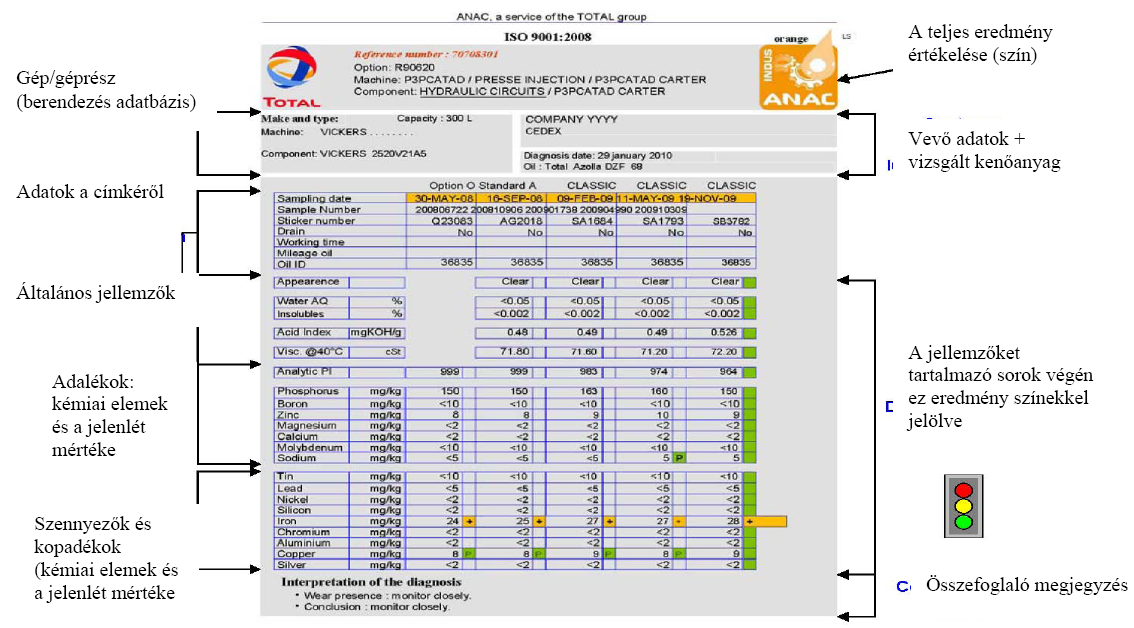 ANAC, a service of the TOTAL group
ISO 9001:2008
Reference number : 70708301
Option: R90620
Machine: P3PCATAD / PRESSE INJECTION / P3PCATAD CARTER
Component: HYDRAULIC CIRCUITS / P3PCATAD CARTER
TOTAL
orange
LS
INDUS
ANAC
A teljes eredmény
értékelése (szín)
Gép/géprész
(berendezés adatbázis)
Make and type: Capacity : 300 L
Machine: VICKERS . . . . . . . .
Component: VICKERS 2520V21A5
COMPANY YYYY
CEDEX
Diagnosis date: 29 january 2010
Oil : Total Azolla DZF 68
Vevő adatok +
vizsgált kenőanyag
Adatok a címkéről
Option O Standard A CLASSIC CLASSIC CLASSIC
Sampling date 30-MAY-08 16-SEP-08 09-FEB-09 11-MAY-09 19-NOV-09
Sample Number 200806722 200810906 200901738 200904990 200910309
Sticker number Q23083 AG2018 SA1684 SA1793 SB3782
Drain No No No No No
Working time
Mileage oil
Oil ID 36835 36835 36835 36835 36835
Általános jellemzők
Appearence Clear Clear Clear Clear
Water AQ % <0.05 <0.05 <0.05 <0.05
Insolubles % <0.002 <0.002 <0.002 <0.002
Acid Index mgKOH/g 0.48 0.49 0.49 0.526
Visc. @40°C cSt 71.80 71.60 71.20 72.20
Analytic PI 999 999 983 974 964
Adalékok:
kémiai elemek
és a jelenlét
mértéke
Phosphorus mg/kg 150 150 163 160 150
Boron mg/kg <10 <10 <10 <10 <10
Zinc mg/kg 8 8 9 10 9
Magnesium mg/kg <2 <2 <2 <2 <2
Calcium mg/kg <2 <2 <2 <2 <2
Molybdenum mg/kg <10 <10 <10 <10 <10
Sodium mg/kg <5 <5 <5 5 P 5
A jellemzőket
tartalmazó sorok végén
ez eredmény színekkel
jelölve
Szennyezők és
kopadékok
(kémiai elemek és
a jelenlét mértéke
Tin mg/kg <10 <10 <10 <10 <10
Lead mg/kg <5 <5 <5 <5 <5
Nickel mg/kg <2 <2 <2 <2 <2
Silicon mg/kg <2 <2 <2 <2 <2
Iron mg/kg 24 + 25 + 27 + 27 + 28 +
Chromium mg/kg <2 <2 <2 <2 <2
Aluminium mg/kg <2 <2 <2 <2 <2
Copper mg/kg 8 P 8 P 9 P 8 P 9
Silver mg/kg <2 <2 <2 <2 <2
Interpretation of the diagnosis
• Wear presence : monitor closely.
• Conclusion : monitor closely.
Összefoglaló megjegyzés